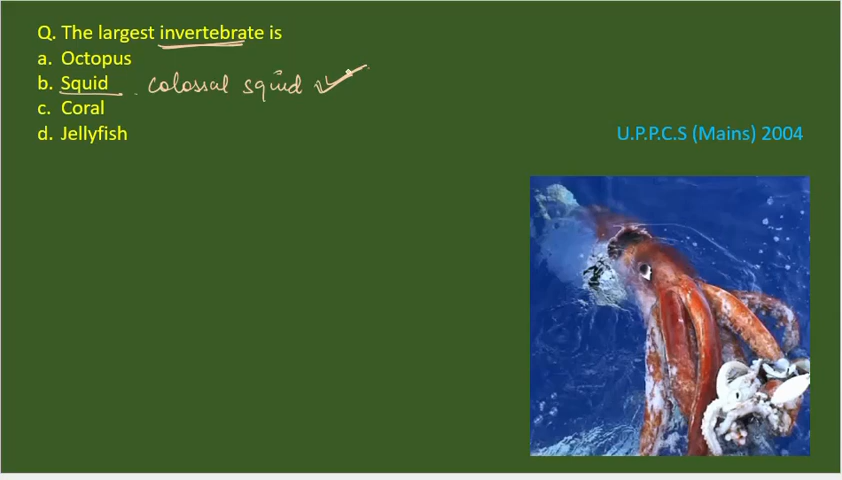 Q. The largest invertebrate is
a. Octopus
b. Squid . colossal squid
c. Coral
d. Jellyfish
U.P.P.C.S (Mains) 2004